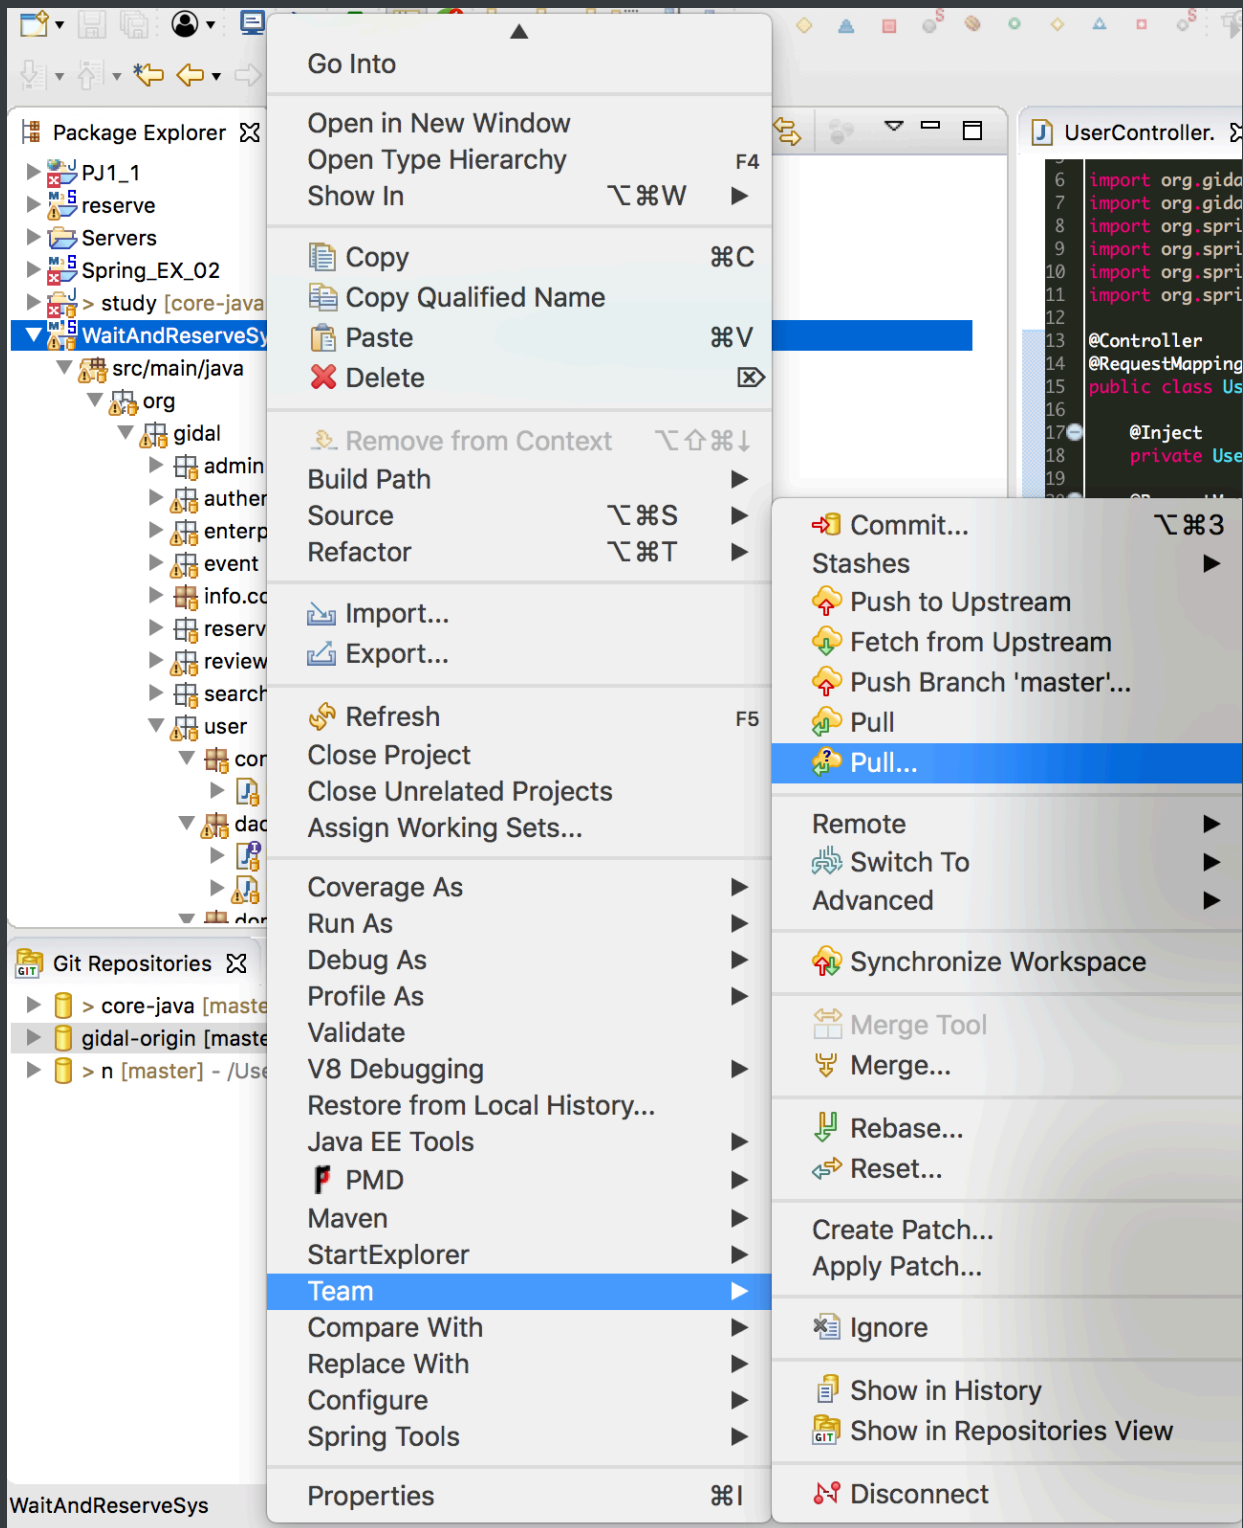 Package Explorer
PJ1_1
reserve
Servers
Spring_EX_02
> study [core-java
WaitAndReserveSy
src/main/java
org
gidal
admin
auther
enterp
event
info.cc
reserv
review
search
user
con
dao
Git Repositories
> core-java [maste
gidal-origin [maste
> n [master] - /Use
WaitAndReserveSys
Go Into
Open in New Window
Open Type Hierarchy F4
Show In ⌥⌘W
Copy ⌘C
Copy Qualified Name
Paste ⌘V
Delete ⌦
Remove from Context ⌥⇧⌘↓
Build Path
Source ⌥⌘S
Refactor ⌥⌘T
Import...
Export...
Refresh F5
Close Project
Close Unrelated Projects
Assign Working Sets...
Coverage As
Run As
Debug As
Profile As
Validate
V8 Debugging
Restore from Local History...
Java EE Tools
PMD
Maven
StartExplorer
Team
Compare With
Replace With
Configure
Spring Tools
Properties ⌘I
UserController.
6 import org.gida
7 import org.gida
8 import org.spri
9 import org.spri
10 import org.spri
11 import org.spri
12
13 @Controller
14 @RequestMapping
15 public class Us
16
17 @Inject
18 private Use
19
Commit... ⌥⌘3
Stashes
Push to Upstream
Fetch from Upstream
Push Branch 'master'...
Pull
Pull...
Remote
Switch To
Advanced
Synchronize Workspace
Merge Tool
Merge...
Rebase...
Reset...
Create Patch...
Apply Patch...
Ignore
Show in History
Show in Repositories View
Disconnect